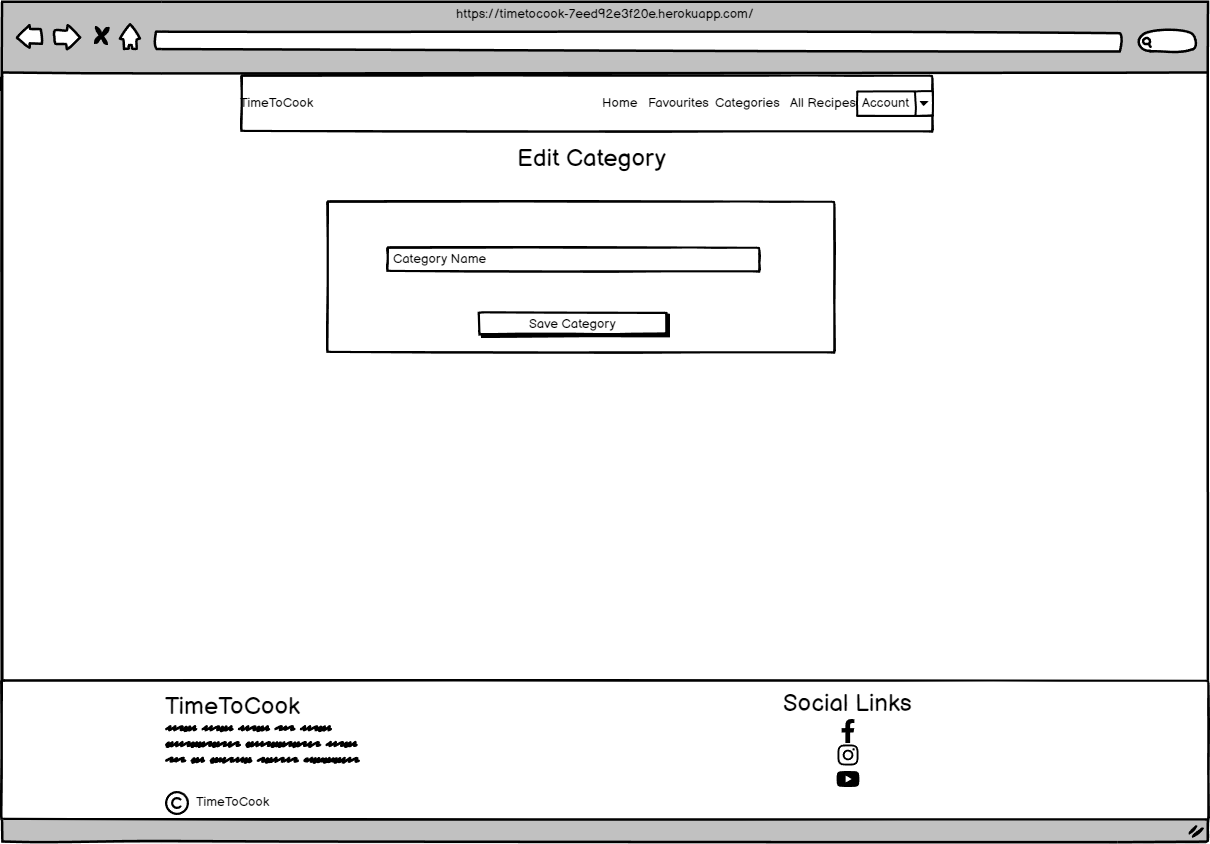 https://timetocook-7eed92e3f20e.herokuapp.com/
TimeToCook Home Favourites Categories All Recipes Account
Edit Category
Category Name
Save Category
TimeToCook
Social Links
© TimeToCook